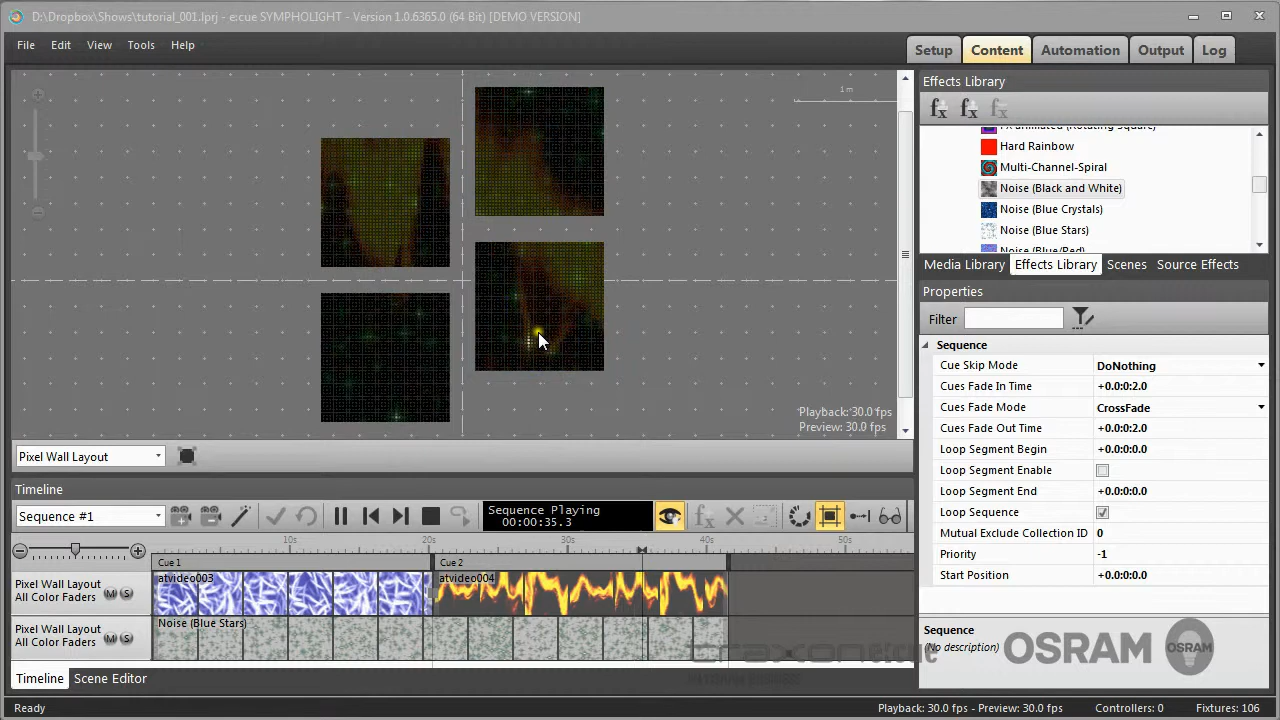 D:\Dropbox\Shows\tutorial_001.lprj - e:cue SYMPHOLIGHT - Version 1.0.6365.0 (64 Bit) [DEMO VERSION]
File Edit View Tools Help
Setup Content Automation Output Log
1 m
Playback: 30.0 fps
Preview: 30.0 fps
Pixel Wall Layout
Effects Library
FX animated (Rotating Square)
Hard Rainbow
Multi-Channel-Spiral
Noise (Black and White)
Noise (Blue Crystals)
Noise (Blue Stars)
Noise (Blue/Red)
Media Library Effects Library Scenes Source Effects
Properties
Filter
Sequence
Cue Skip Mode DoNothing
Cues Fade In Time +0.0:0:2.0
Cues Fade Mode CrossFade
Cues Fade Out Time +0.0:0:2.0
Loop Segment Begin +0.0:0:0.0
Loop Segment Enable
Loop Segment End +0.0:0:0.0
Loop Sequence
Mutual Exclude Collection ID 0
Priority -1
Start Position +0.0:0:0.0
Sequence
(No description)
OSRAM
OSRAM
Timeline
Sequence #1
Sequence Playing
00:00:35.3
10s 20s 30s 40s 50s
Cue 1 Cue 2
Pixel Wall Layout
All Color Faders M S
atvideo003 atvideo004
Pixel Wall Layout
All Color Faders M S
Noise (Blue Stars)
Timeline Scene Editor
Ready
Playback: 30.0 fps - Preview: 30.0 fps Controllers: 0 Fixtures: 106